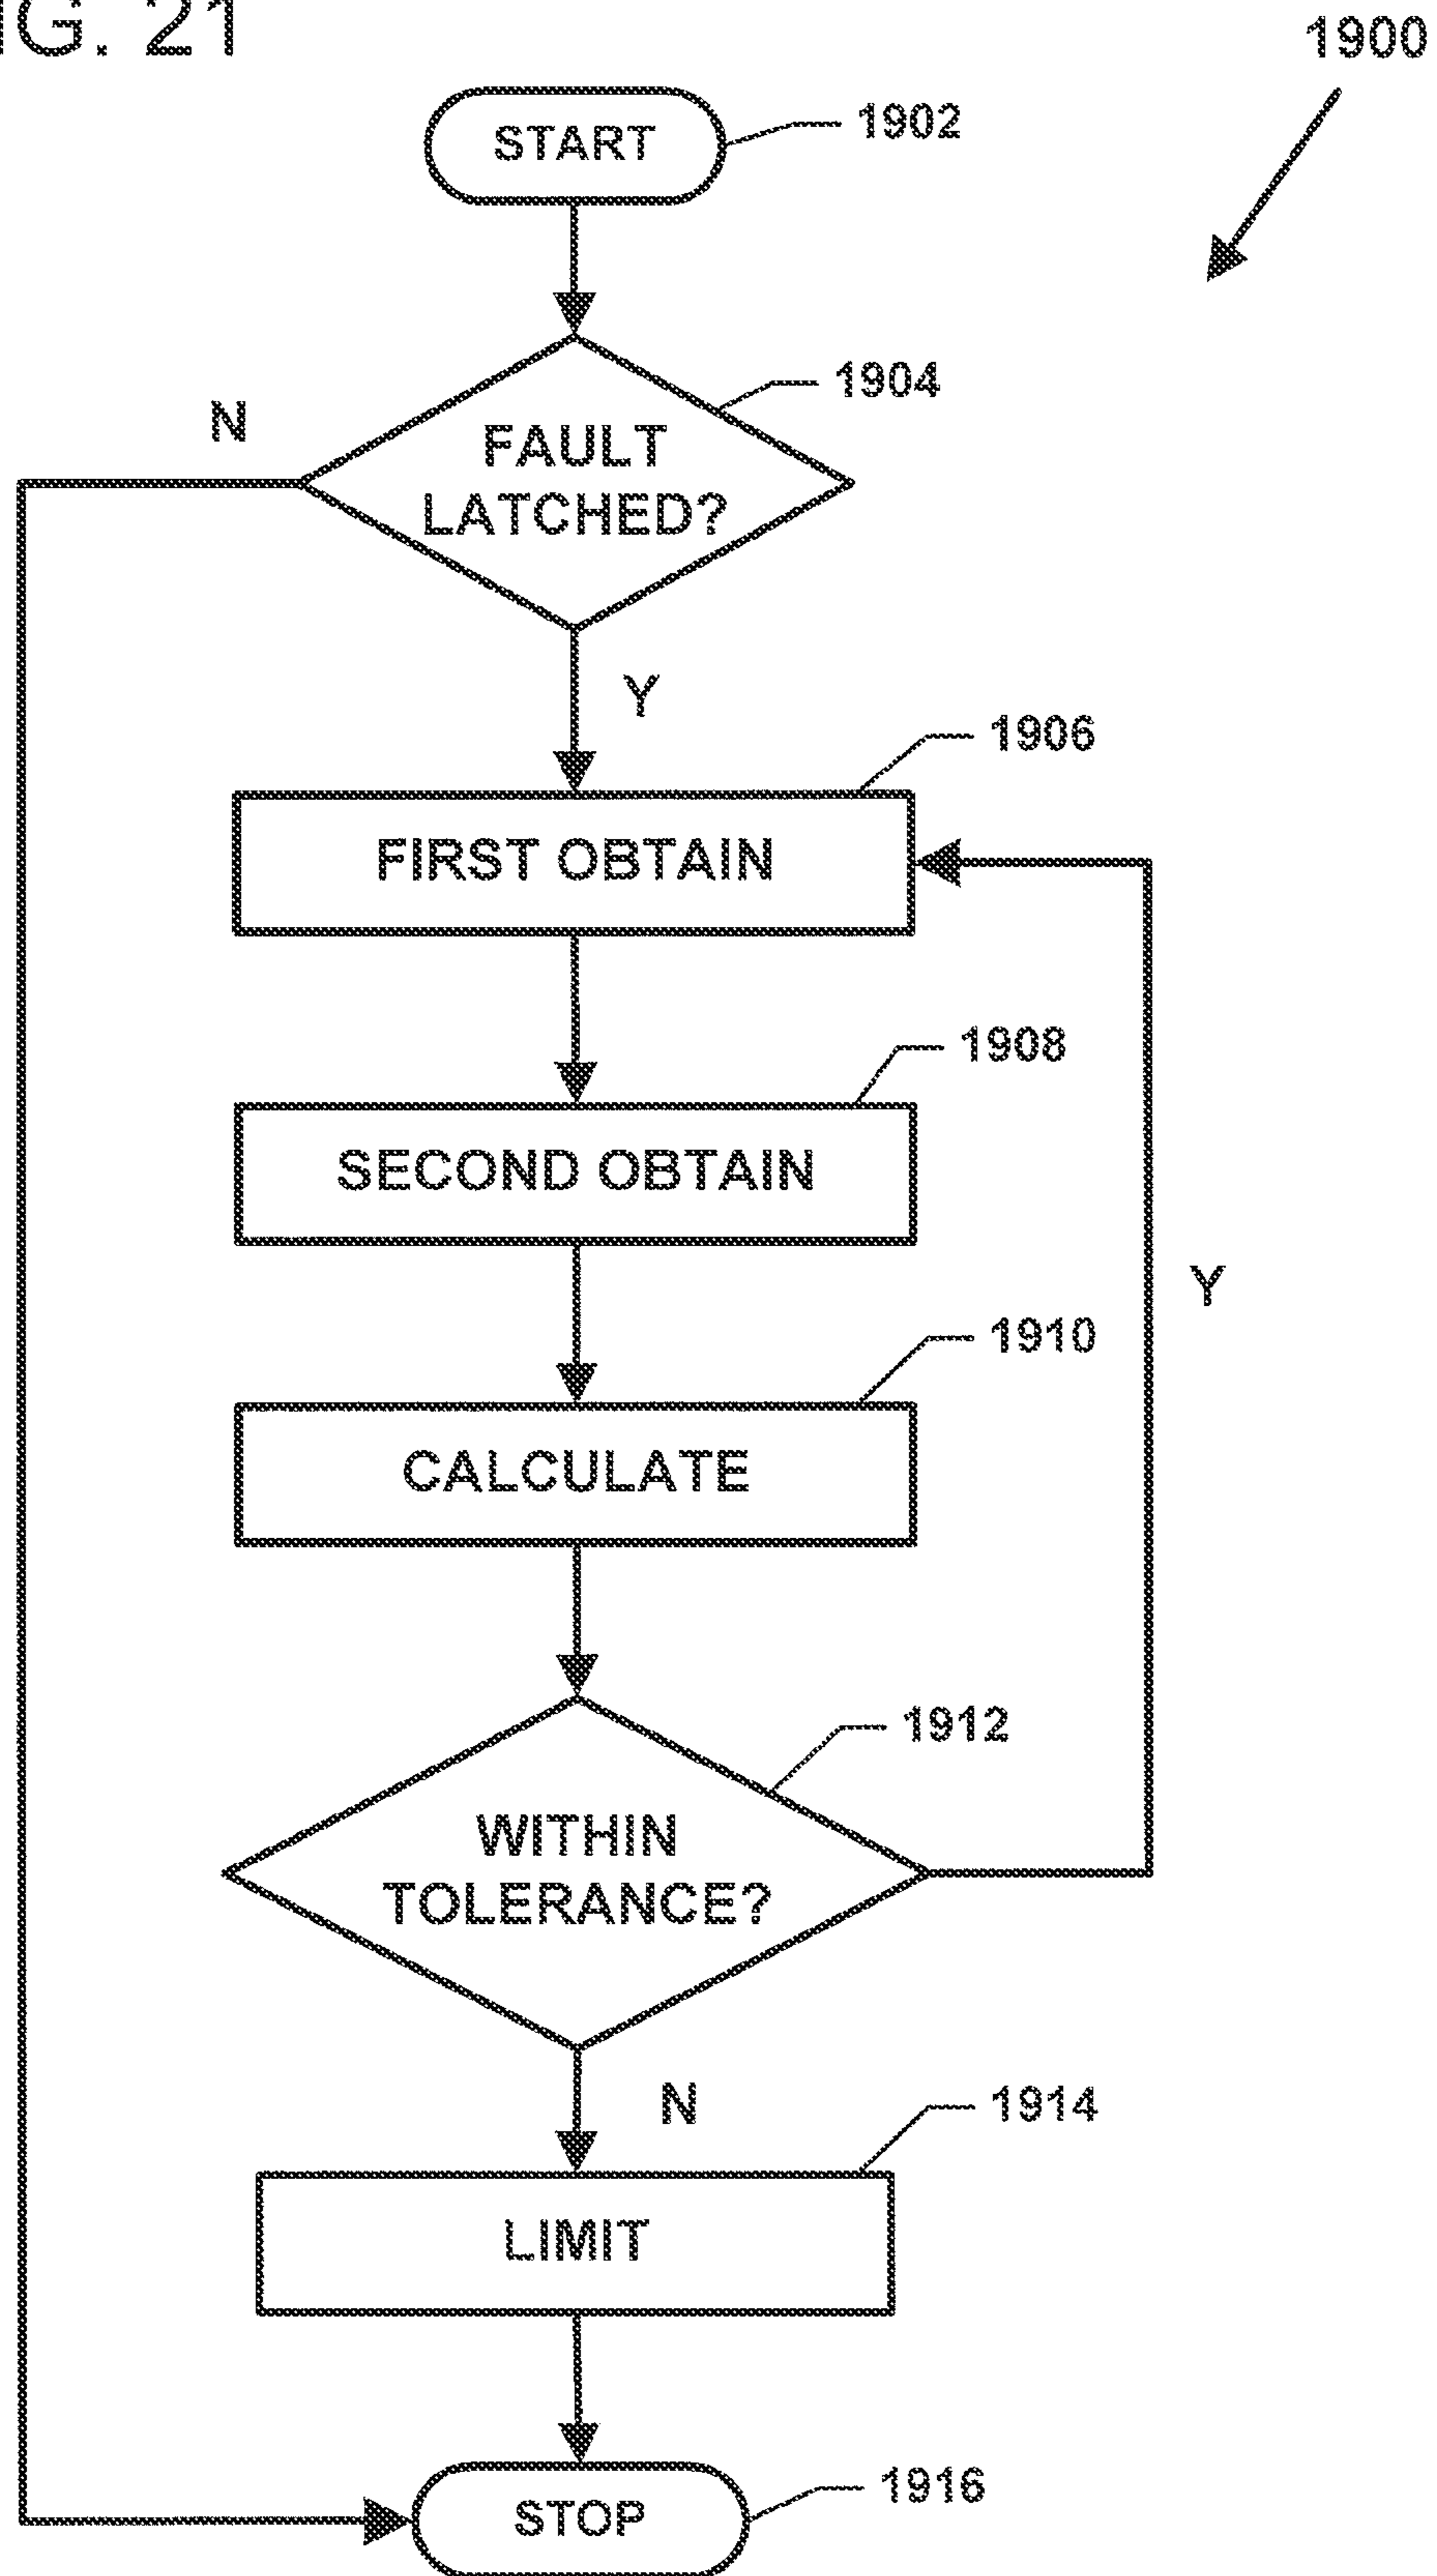 IG. 21
1900
START
1902
1904
N
FAULT
LATCHED?
Y
1906
FIRST OBTAIN
1908
SECOND OBTAIN
Y
1910
CALCULATE
1912
WITHIN
TOLERANCE?
N
1914
LIMIT
1916
STOP